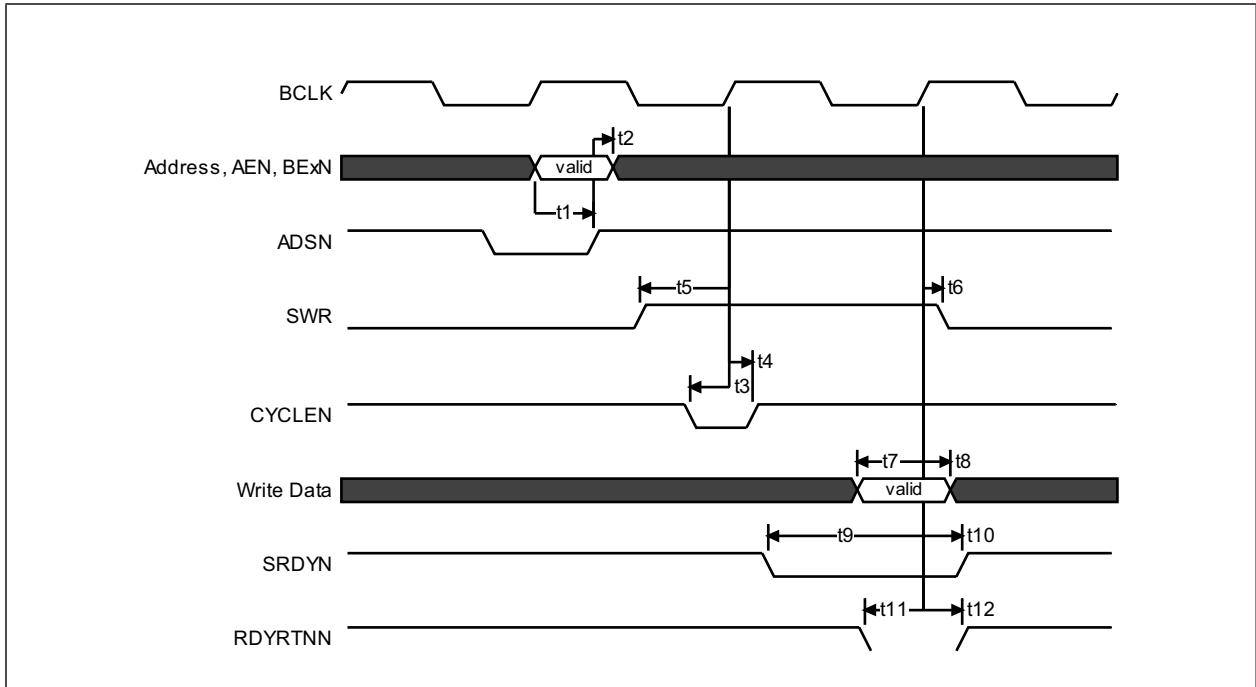 BCLK
t2
Address, AEN, BExN
valid
t1
ADSN
t5
t6
SWR
t4
t3
CYCLEN
t7
t8
Write Data
valid
t9
t10
SRDYN
t11
t12
RDYRTNN